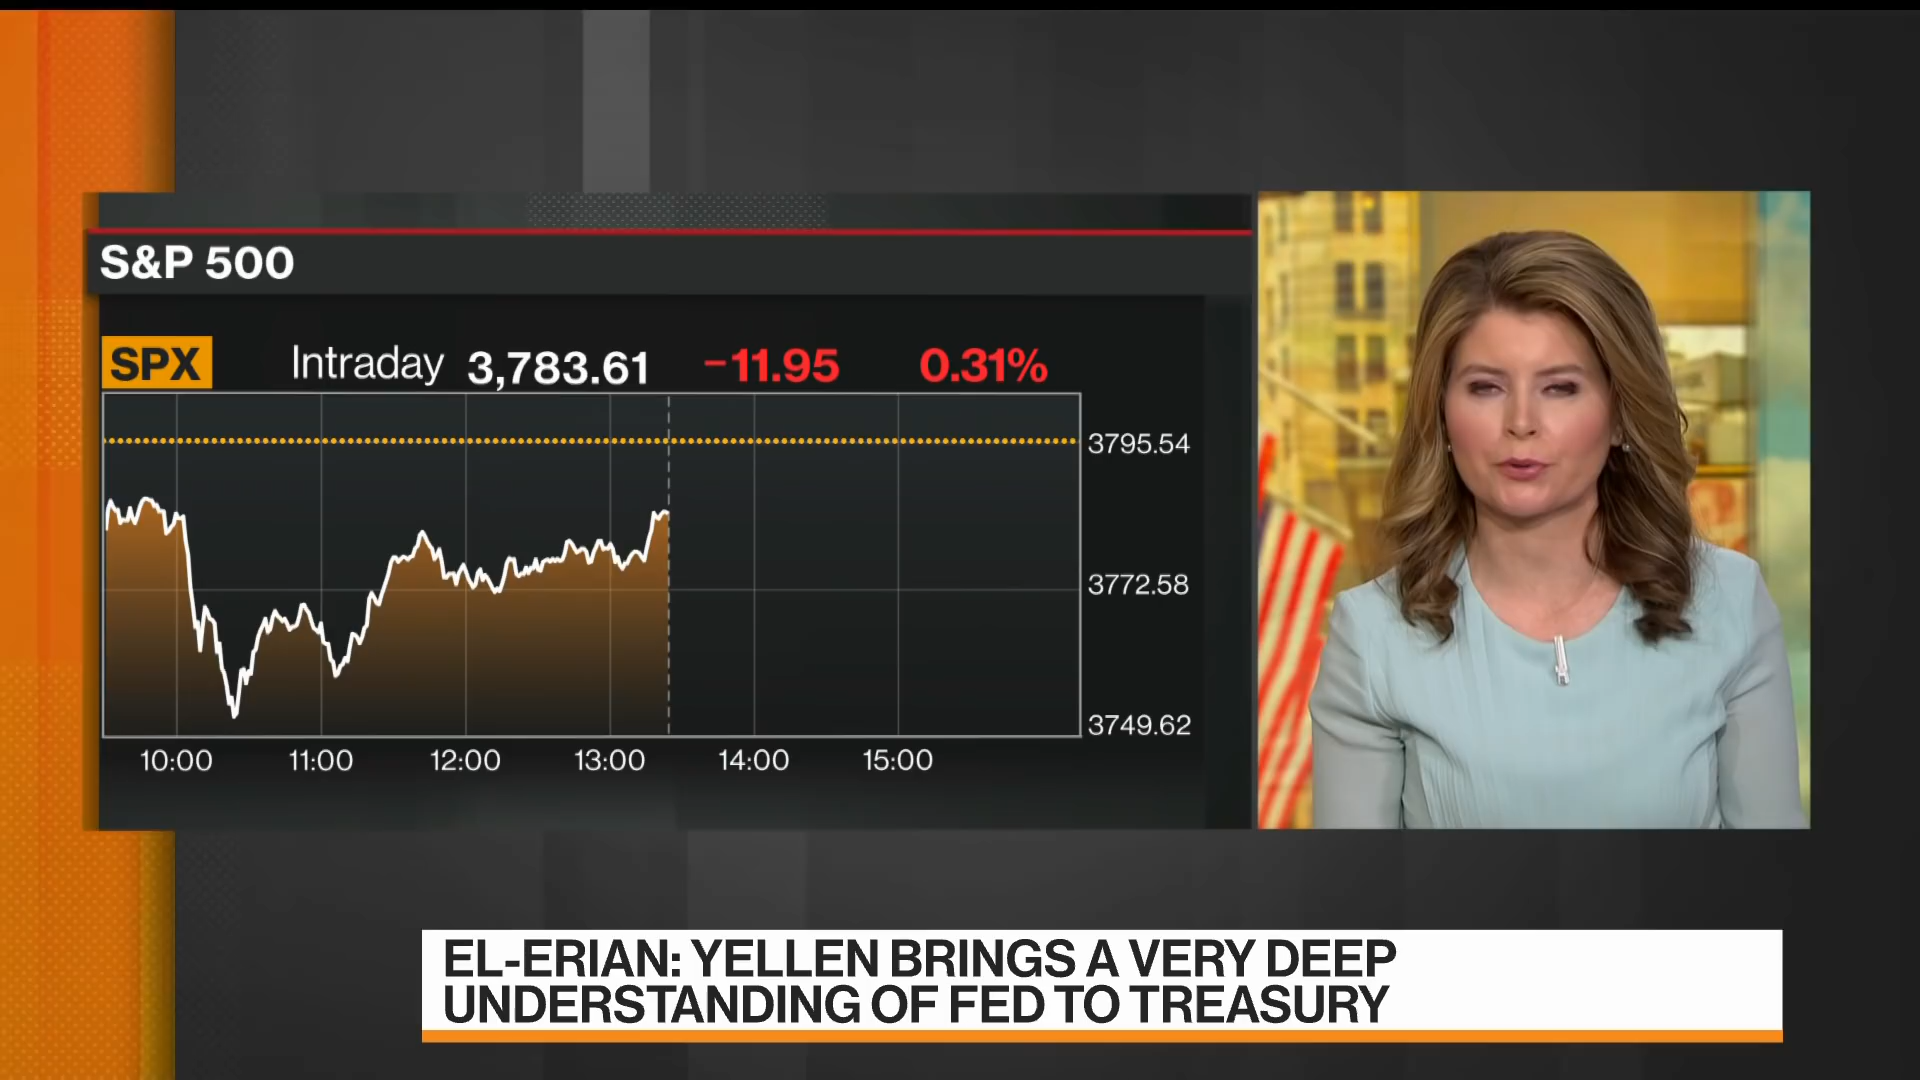 S&P 500
SPX Intraday 3,783.61 -11.95 0.31%
3795.54
3772.58
3749.62
10:00 11:00 12:00 13:00 14:00 15:00
EL-ERIAN: YELLEN BRINGS A VERY DEEP
UNDERSTANDING OF FED TO TREASURY